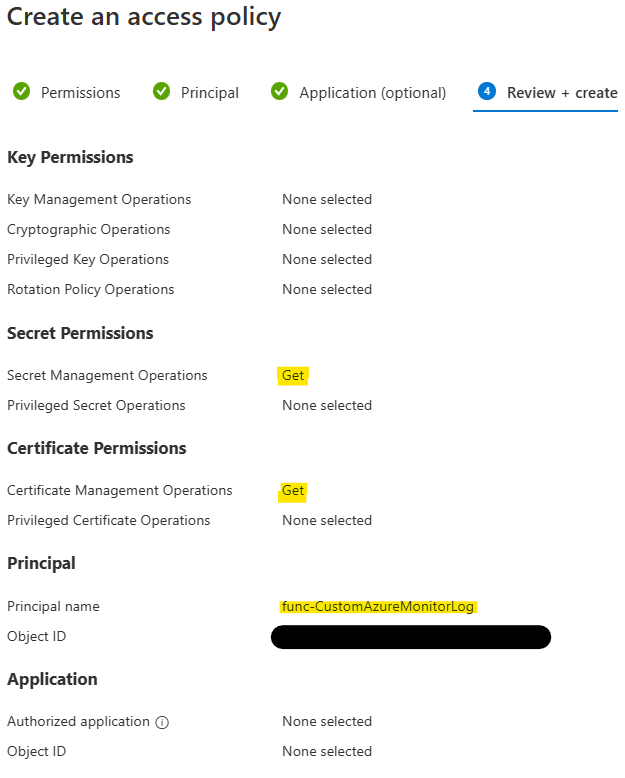 Create an access policy
Permissions Principal Application (optional) 4 Review + create
Key Permissions
Key Management Operations None selected
Cryptographic Operations None selected
Privileged Key Operations None selected
Rotation Policy Operations None selected
Secret Permissions
Secret Management Operations Get
Privileged Secret Operations None selected
Certificate Permissions
Certificate Management Operations Get
Privileged Certificate Operations None selected
Principal
Principal name func-CustomAzureMonitorLog
Object ID
Application
Authorized application None selected
Object ID None selected